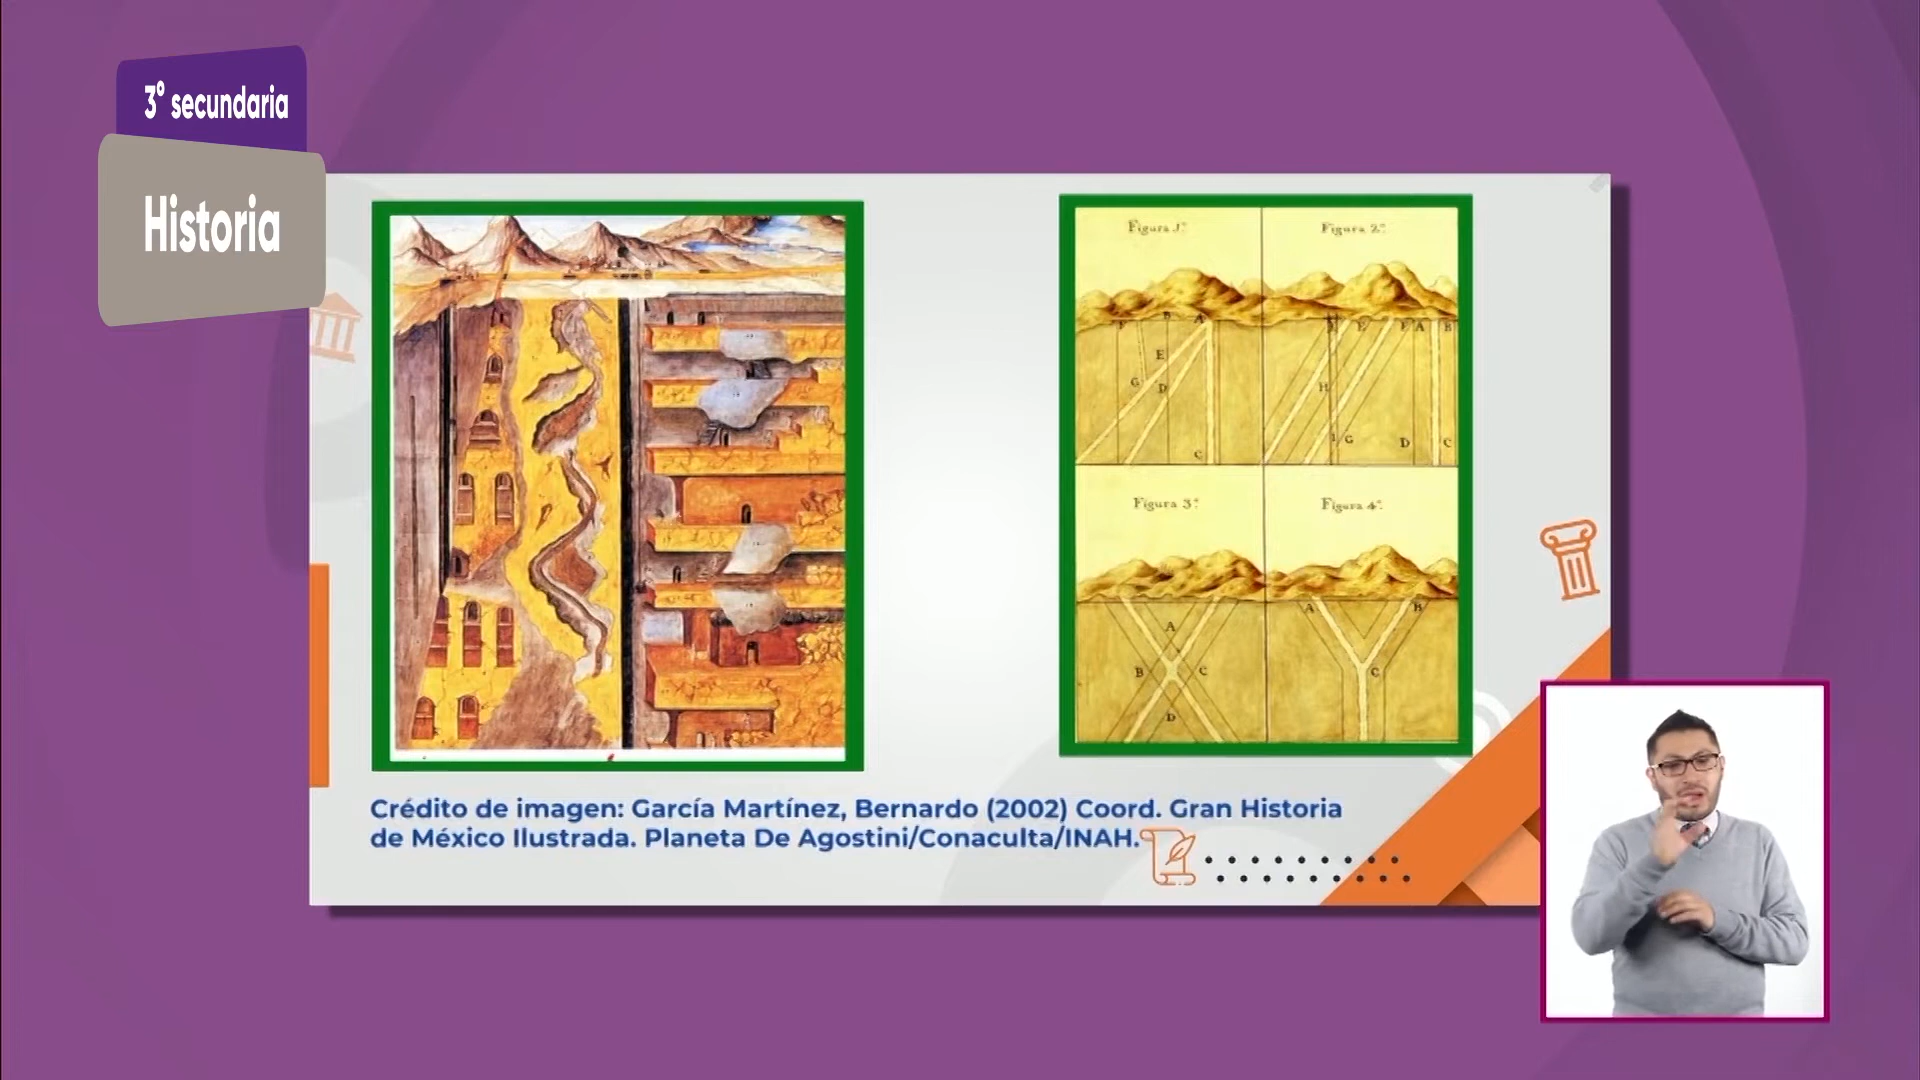 3° secundaria
Historia
Figura 1ª.
Figura 2ª.
F
B
A
E
G
D
C
E
F
A
B
H
I
G
D
C
Figura 3ª.
Figura 4ª.
A
B
C
D
A
B
C
Crédito de imagen: García Martínez, Bernardo (2002) Coord. Gran Historia
de México Ilustrada. Planeta De Agostini/Conaculta/INAH.